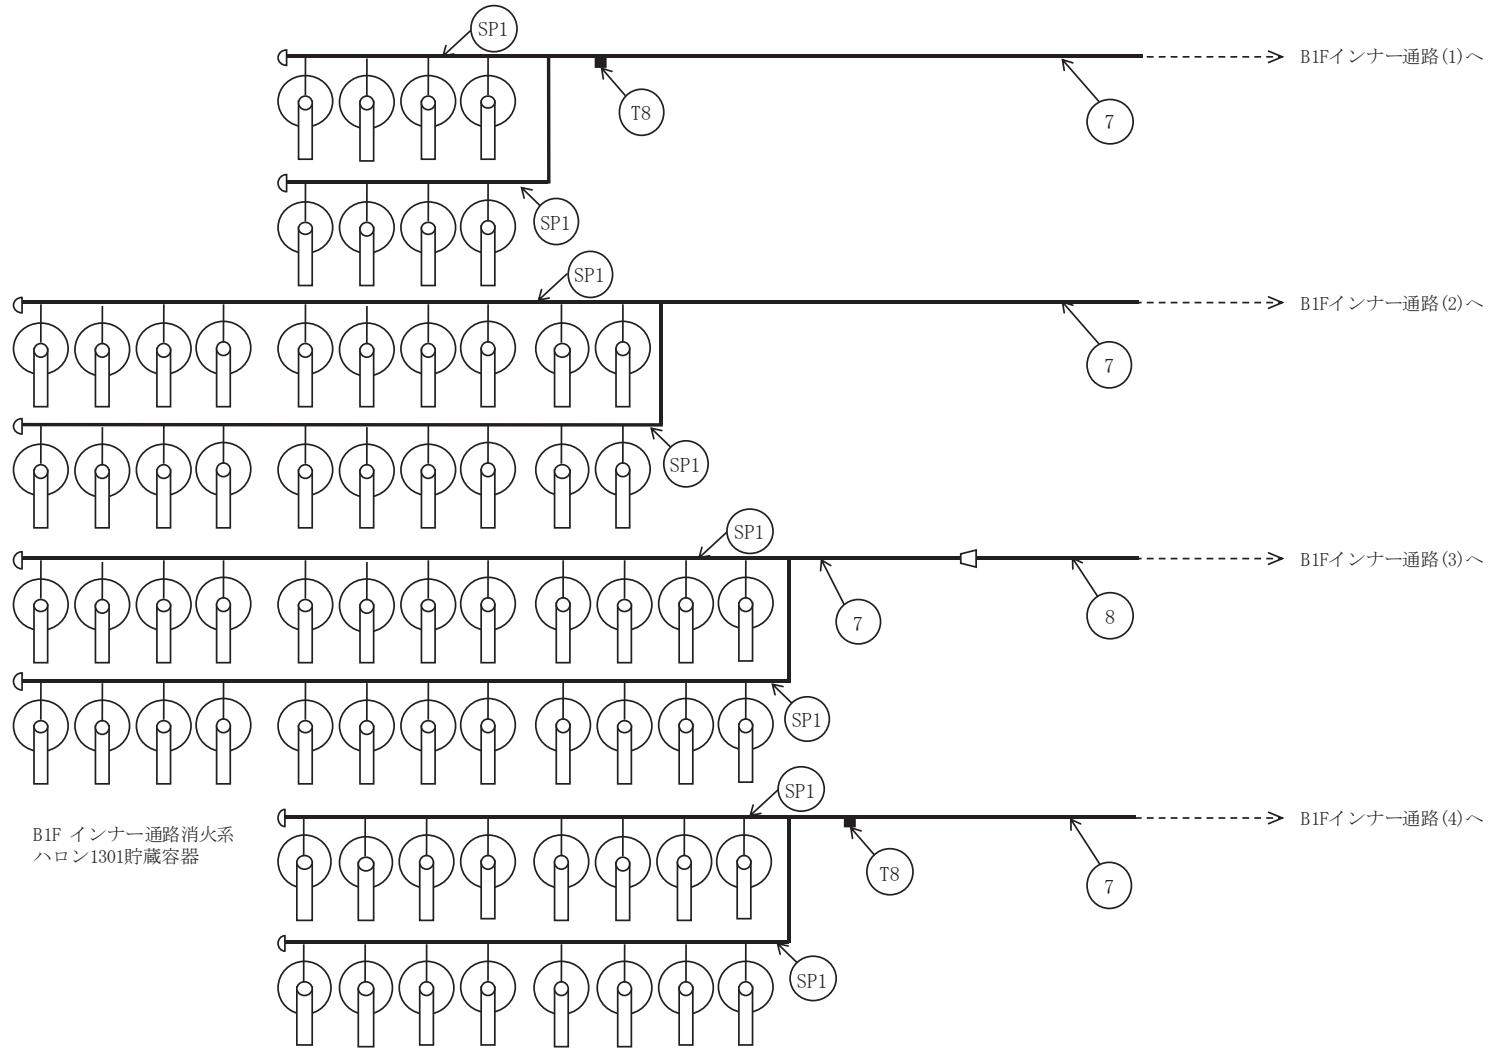 SP1
B1Fインナー通路(1)へ
T8
7
SP1
SP1
B1Fインナー通路(2)へ
7
SP1
SP1
B1Fインナー通路(3)へ
7
8
SP1
SP1
B1Fインナー通路(4)へ
B1F インナー通路消火系
ハロン1301貯蔵容器
T8
7
SP1